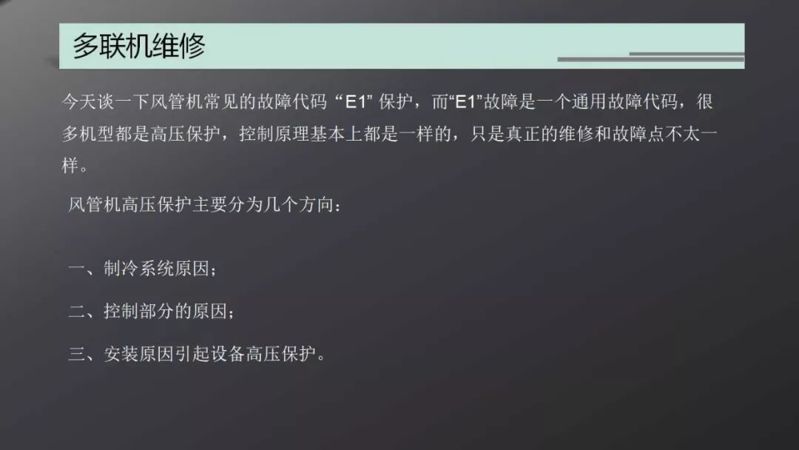 多联机维修
今天谈一下风管机常见的故障代码“E1” 保护，而“E1”故障是一个通用故障代码，很
多机型都是高压保护，控制原理基本上都是一样的，只是真正的维修和故障点不太一
样。
风管机高压保护主要分为几个方向：
一、制冷系统原因；
二、控制部分的原因；
三、安装原因引起设备高压保护。